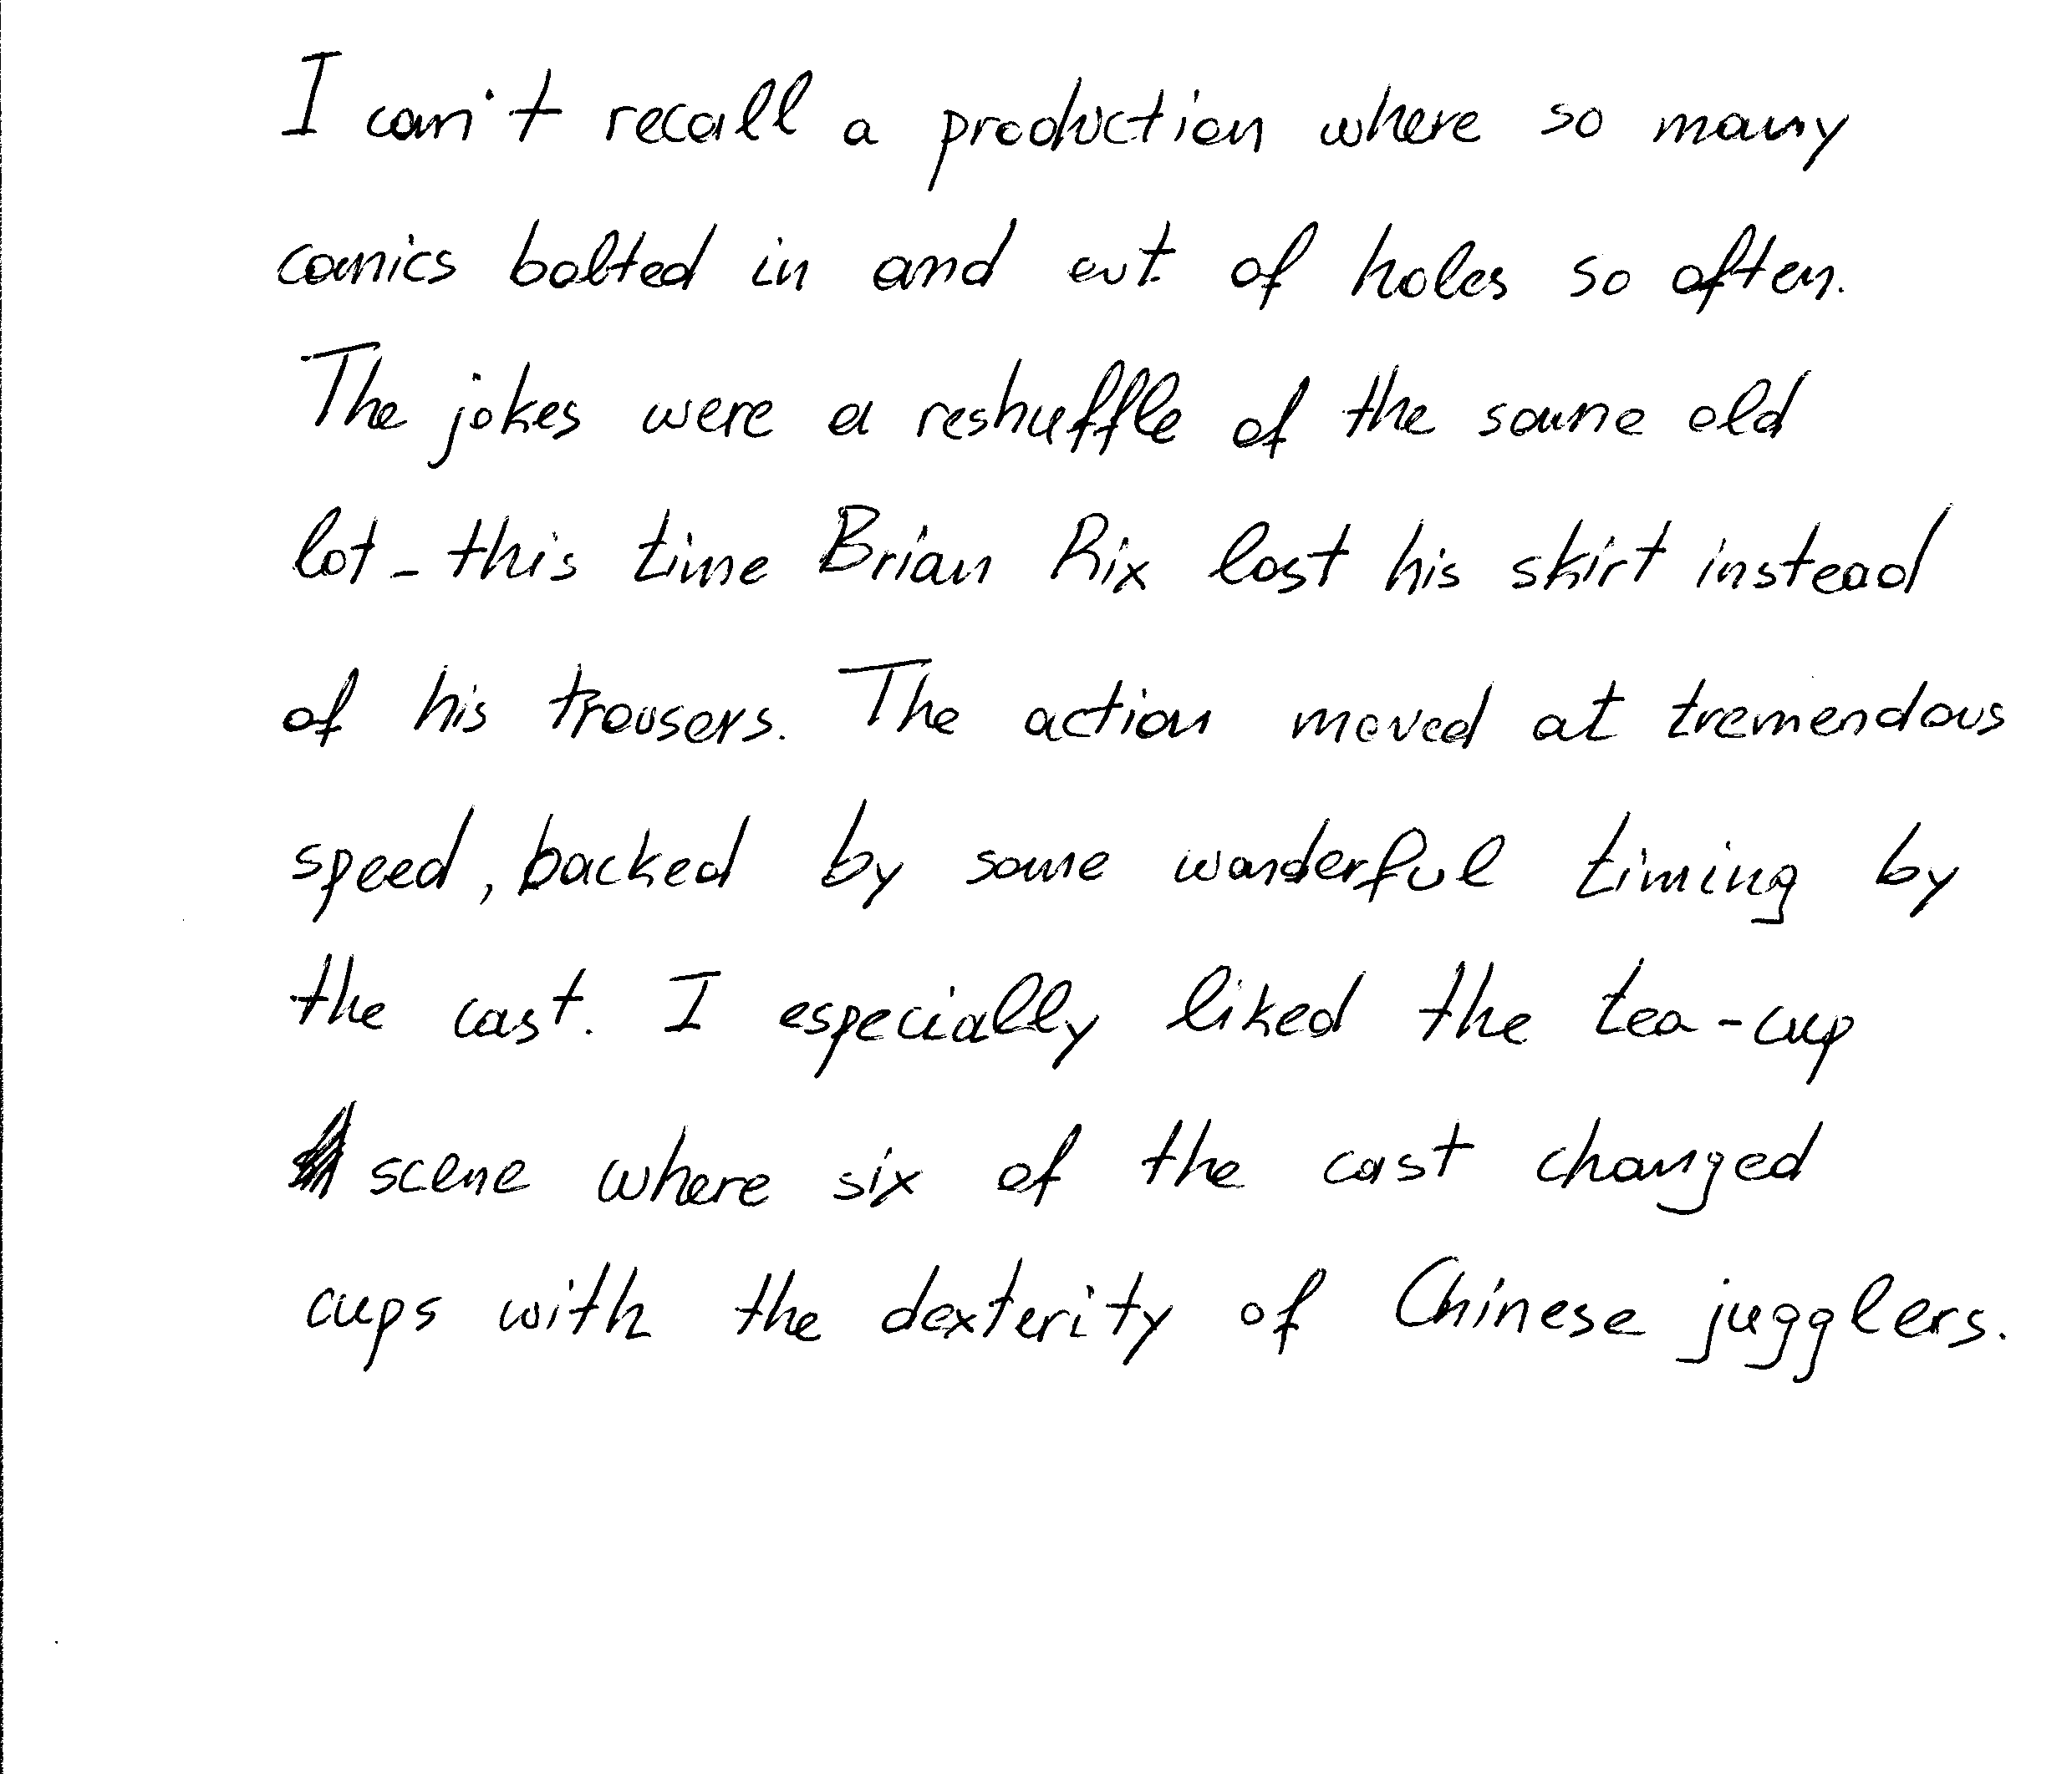 I can't recall a production where so many
comics bolted in and out of holes so often.
The jokes were a reshuffle of the same old
lot - this time Brian Rix lost his skirt instead
of his trousers. The action moved at tremendous
speed, backed by some wonderful timing by
the cast. I especially liked the tea-cup
scene where six of the cast changed
cups with the dexterity of Chinese jugglers.